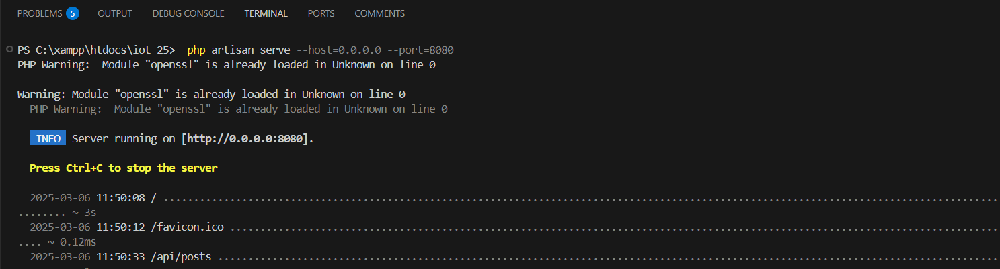 PROBLEMS 5 OUTPUT DEBUG CONSOLE TERMINAL PORTS COMMENTS
PS C:\xampp\htdocs\iot_25> php artisan serve --host=0.0.0.0 --port=8080
PHP Warning:  Module "openssl" is already loaded in Unknown on line 0
Warning: Module "openssl" is already loaded in Unknown on line 0
PHP Warning:  Module "openssl" is already loaded in Unknown on line 0
INFO Server running on [http://0.0.0.0:8080].
Press Ctrl+C to stop the server
2025-03-06 11:50:08 / ........................................................................................................................................
........ ~ 3s
2025-03-06 11:50:12 /favicon.ico .............................................................................................................................
.... ~ 0.12ms
2025-03-06 11:50:33 /api/posts ...............................................................................................................................